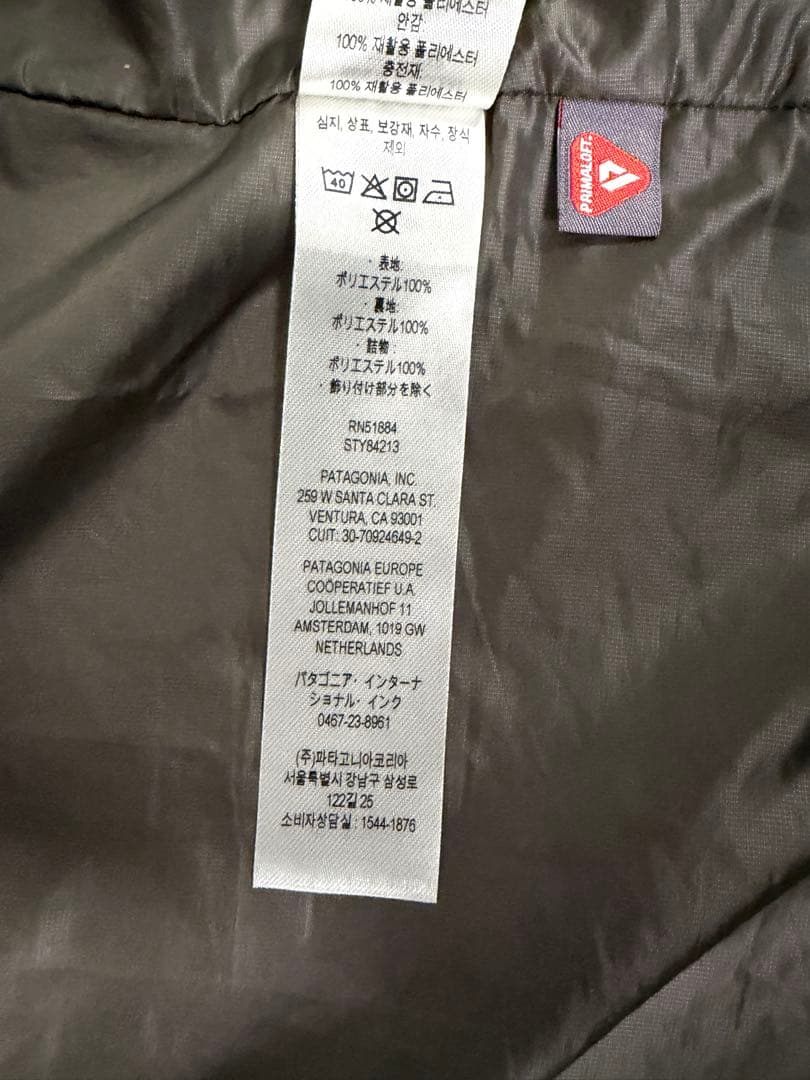 100% 재활용 폴리에스터
안감
100% 재활용 폴리에스터
충전재:
100% 재활용 폴리에스터
심지, 상표, 보강재, 자수, 장식
제외
40
PRIMALOFT.
・表地:
ポリエステル100%
・裏地:
ポリエステル100%
・詰物:
ポリエステル100%
・飾り付け部分を除く
RN51884
STY84213
PATAGONIA, INC.
259 W SANTA CLARA ST.
VENTURA, CA 93001
CUIT: 30-70924649-2
PATAGONIA EUROPE
COÖPERATIEF U.A
JOLLEMANHOF 11
AMSTERDAM, 1019 GW
NETHERLANDS
パタゴニア・インターナ
ショナル・インク
0467-23-8961
(주)파타고니아코리아
서울특별시 강남구 삼성로
122길 25
소비자상담실 : 1544-1876